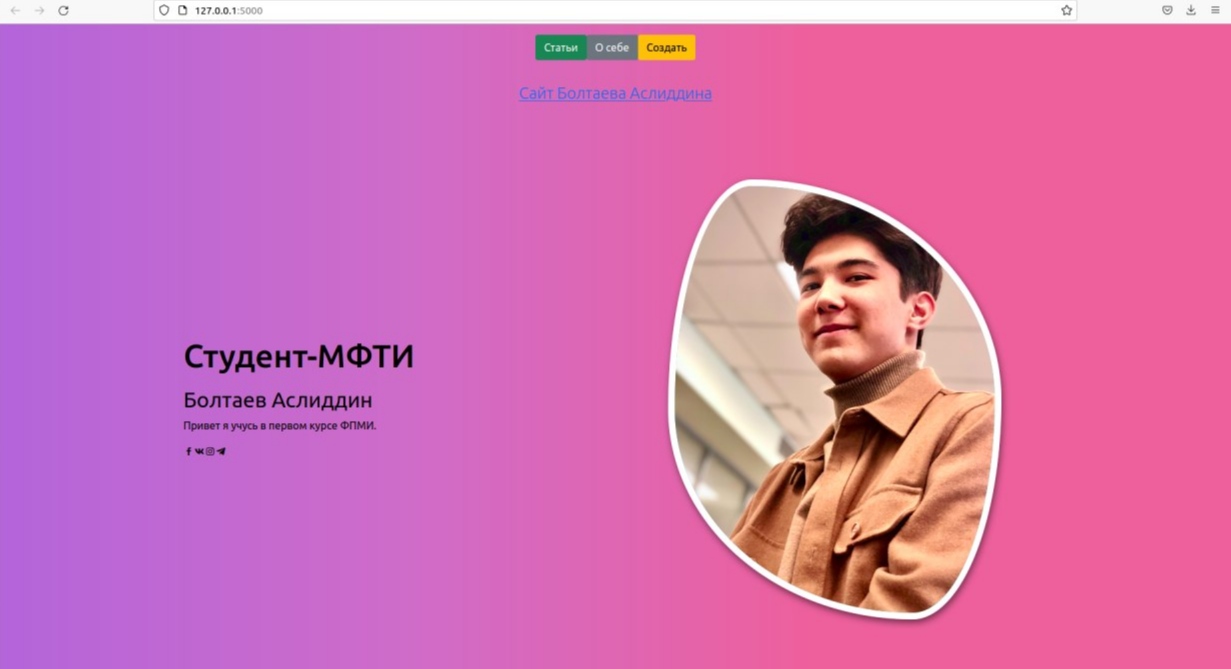 127.0.0.1:5000
Статьи О себе Создать
Сайт Болтаева Аслиддина
Студент-МФТИ
Болтаев Аслиддин
Привет я учусь в первом курсе ФПМИ.